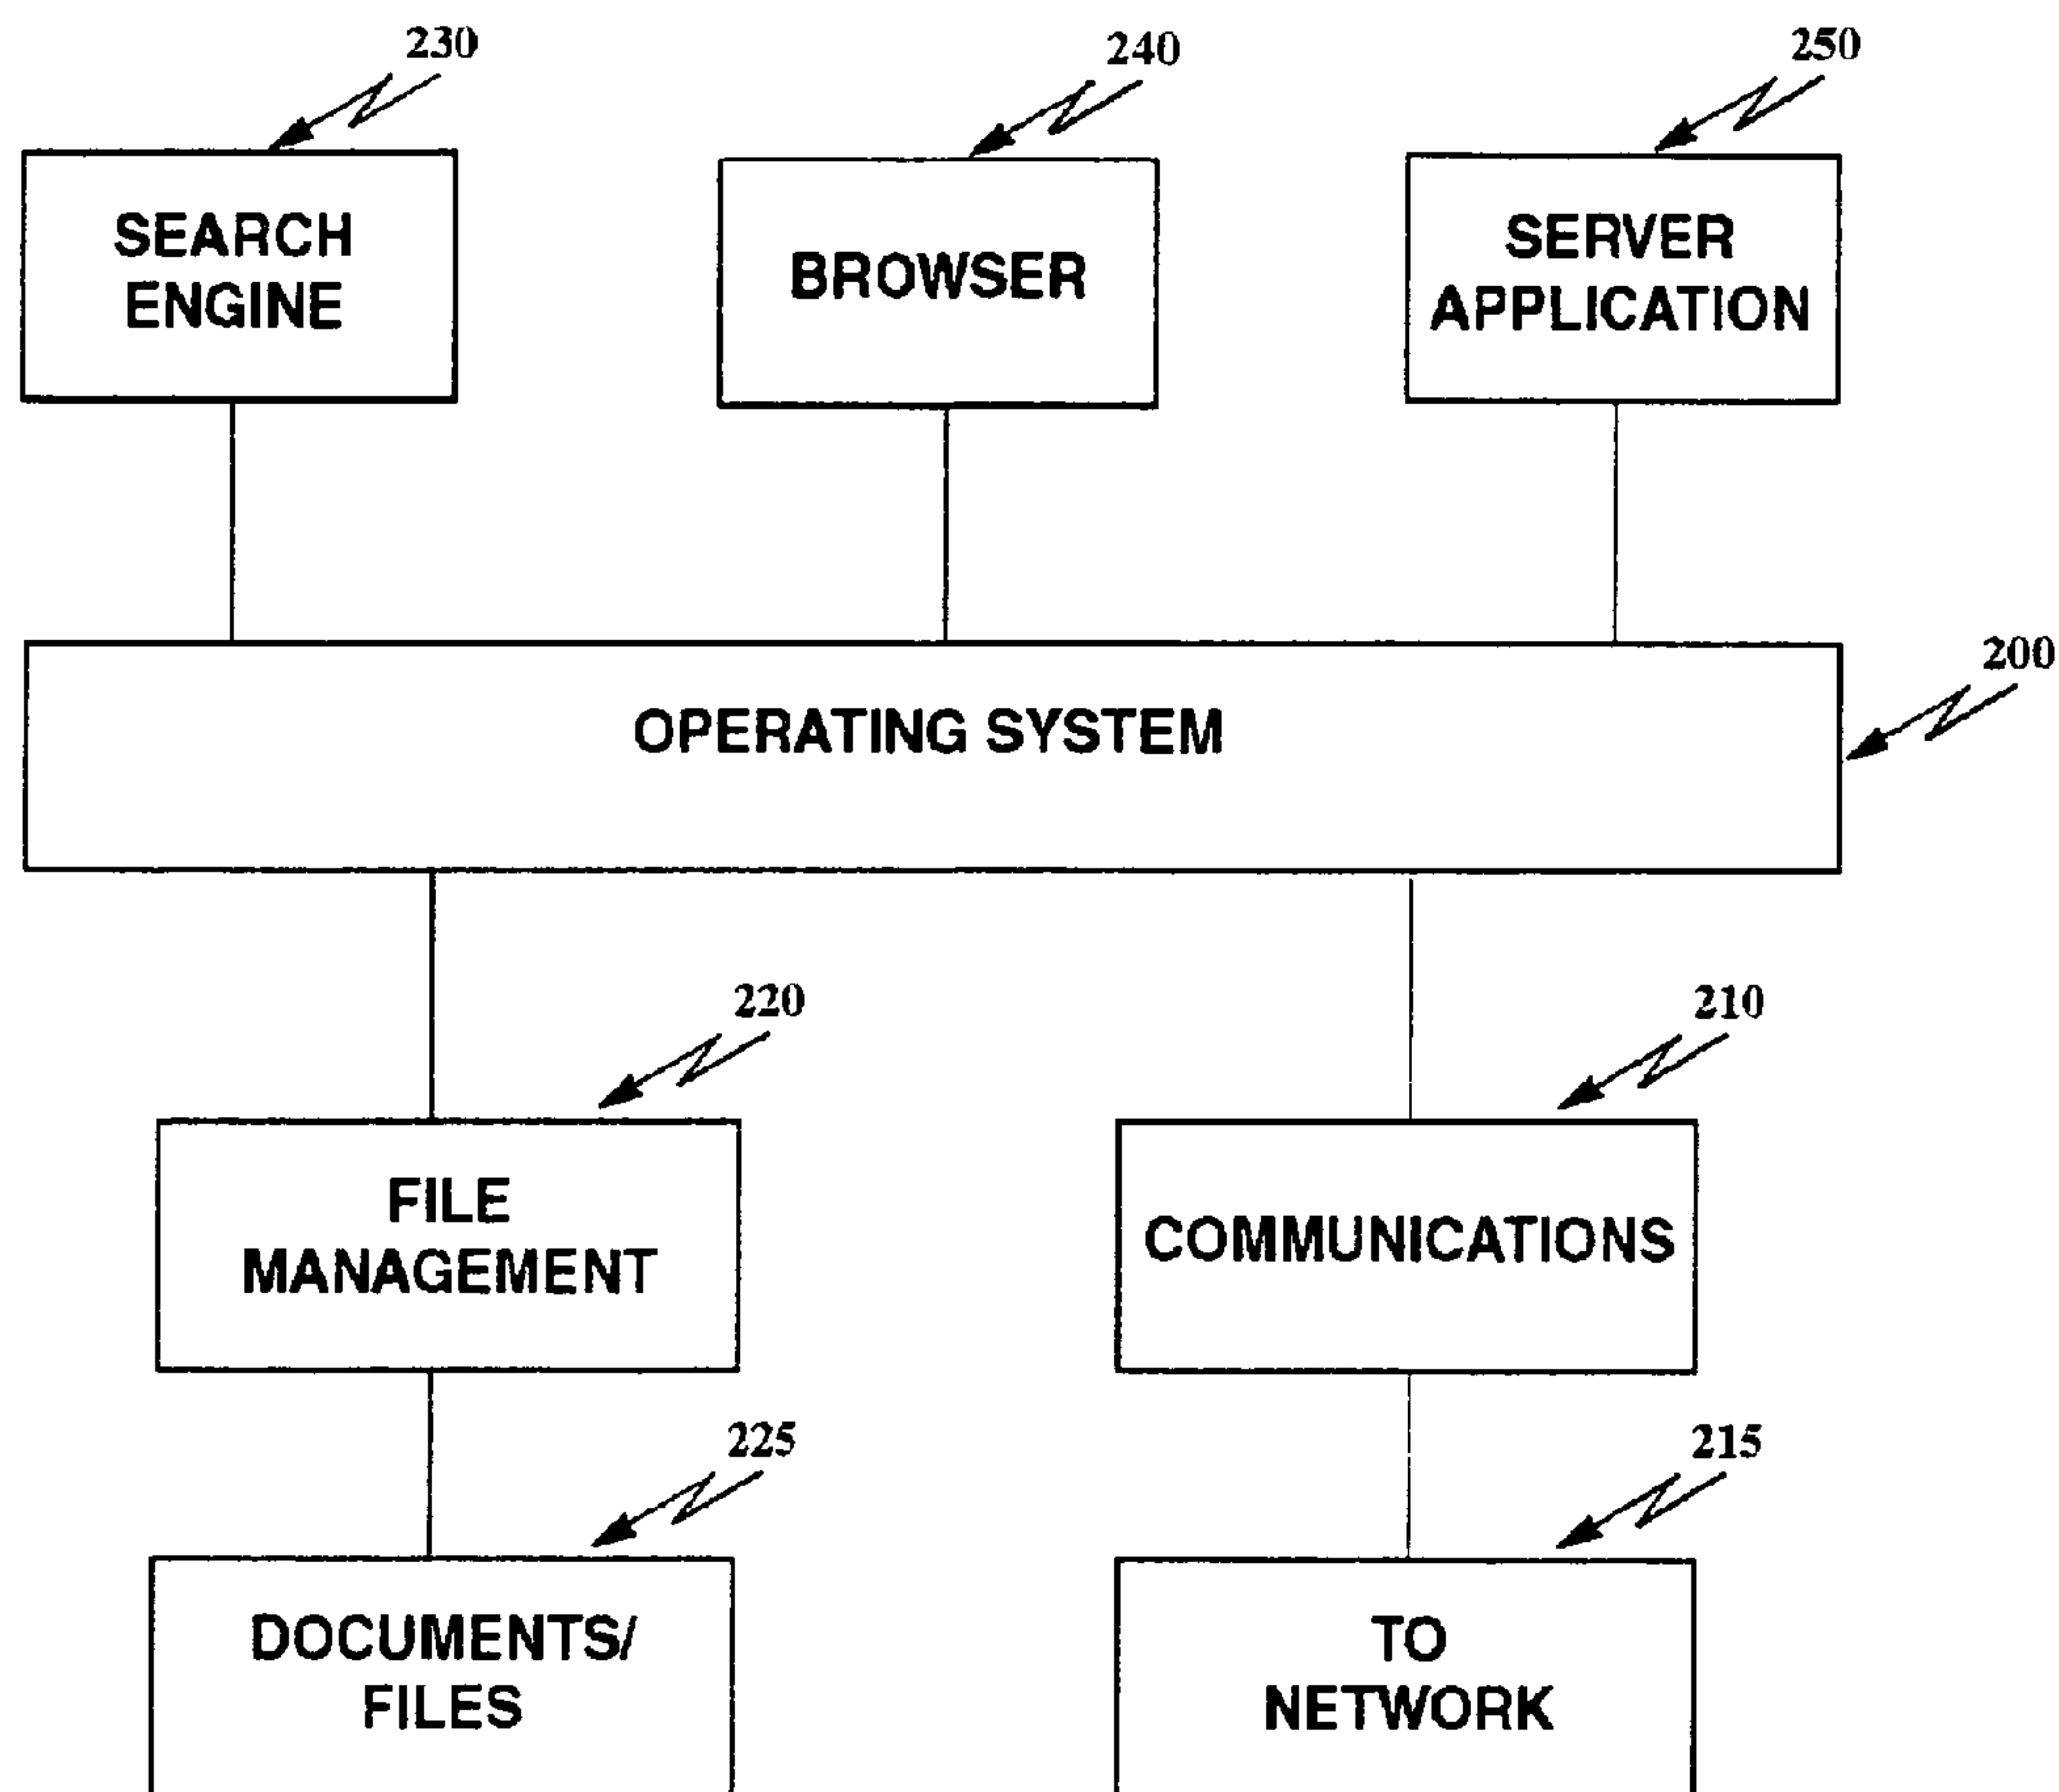 230
240
250
SEARCH
ENGINE
BROWSER
SERVER
APPLICATION
200
OPERATING SYSTEM
220
210
FILE
MANAGEMENT
COMMUNICATIONS
225
215
DOCUMENTS/
FILES
TO
NETWORK